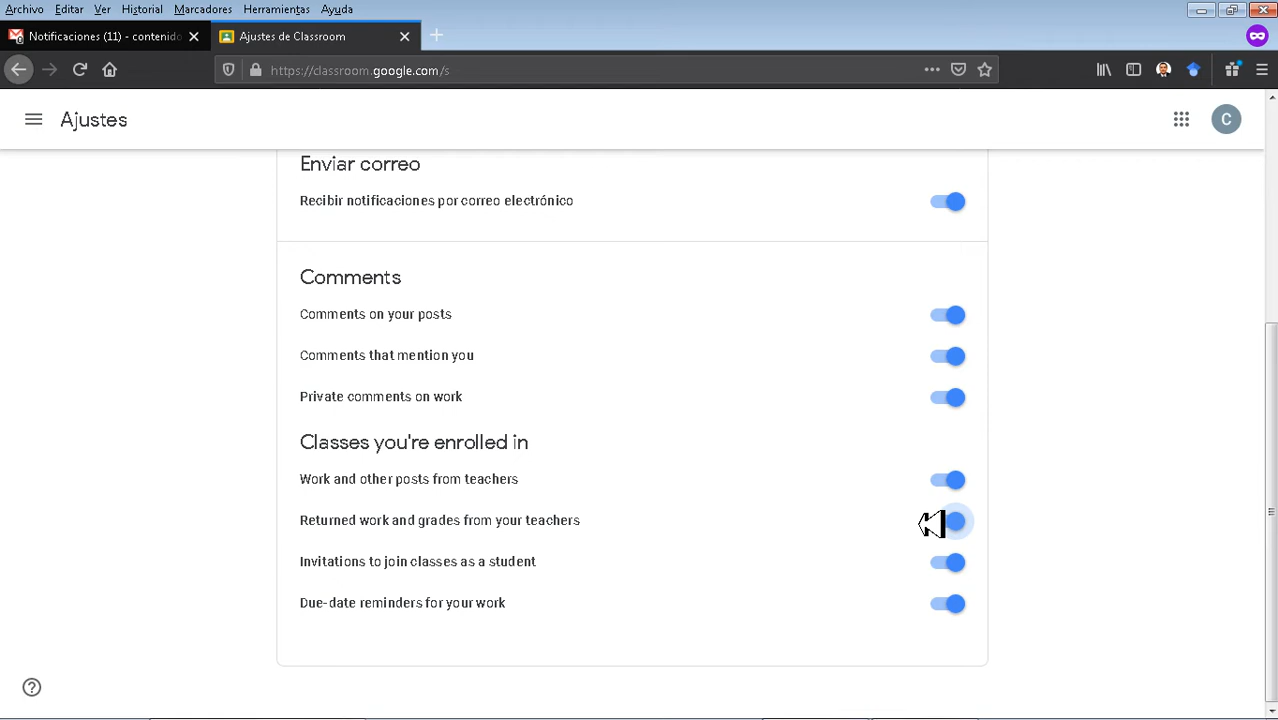 Archivo Editar Ver Historial Marcadores Herramientas Ayuda
Notificaciones (11) - contenido
Ajustes de Classroom
https://classroom.google.com/s
Ajustes
C
Enviar correo
Recibir notificaciones por correo electrónico
Comments
Comments on your posts
Comments that mention you
Private comments on work
Classes you're enrolled in
Work and other posts from teachers
Returned work and grades from your teachers
Invitations to join classes as a student
Due-date reminders for your work